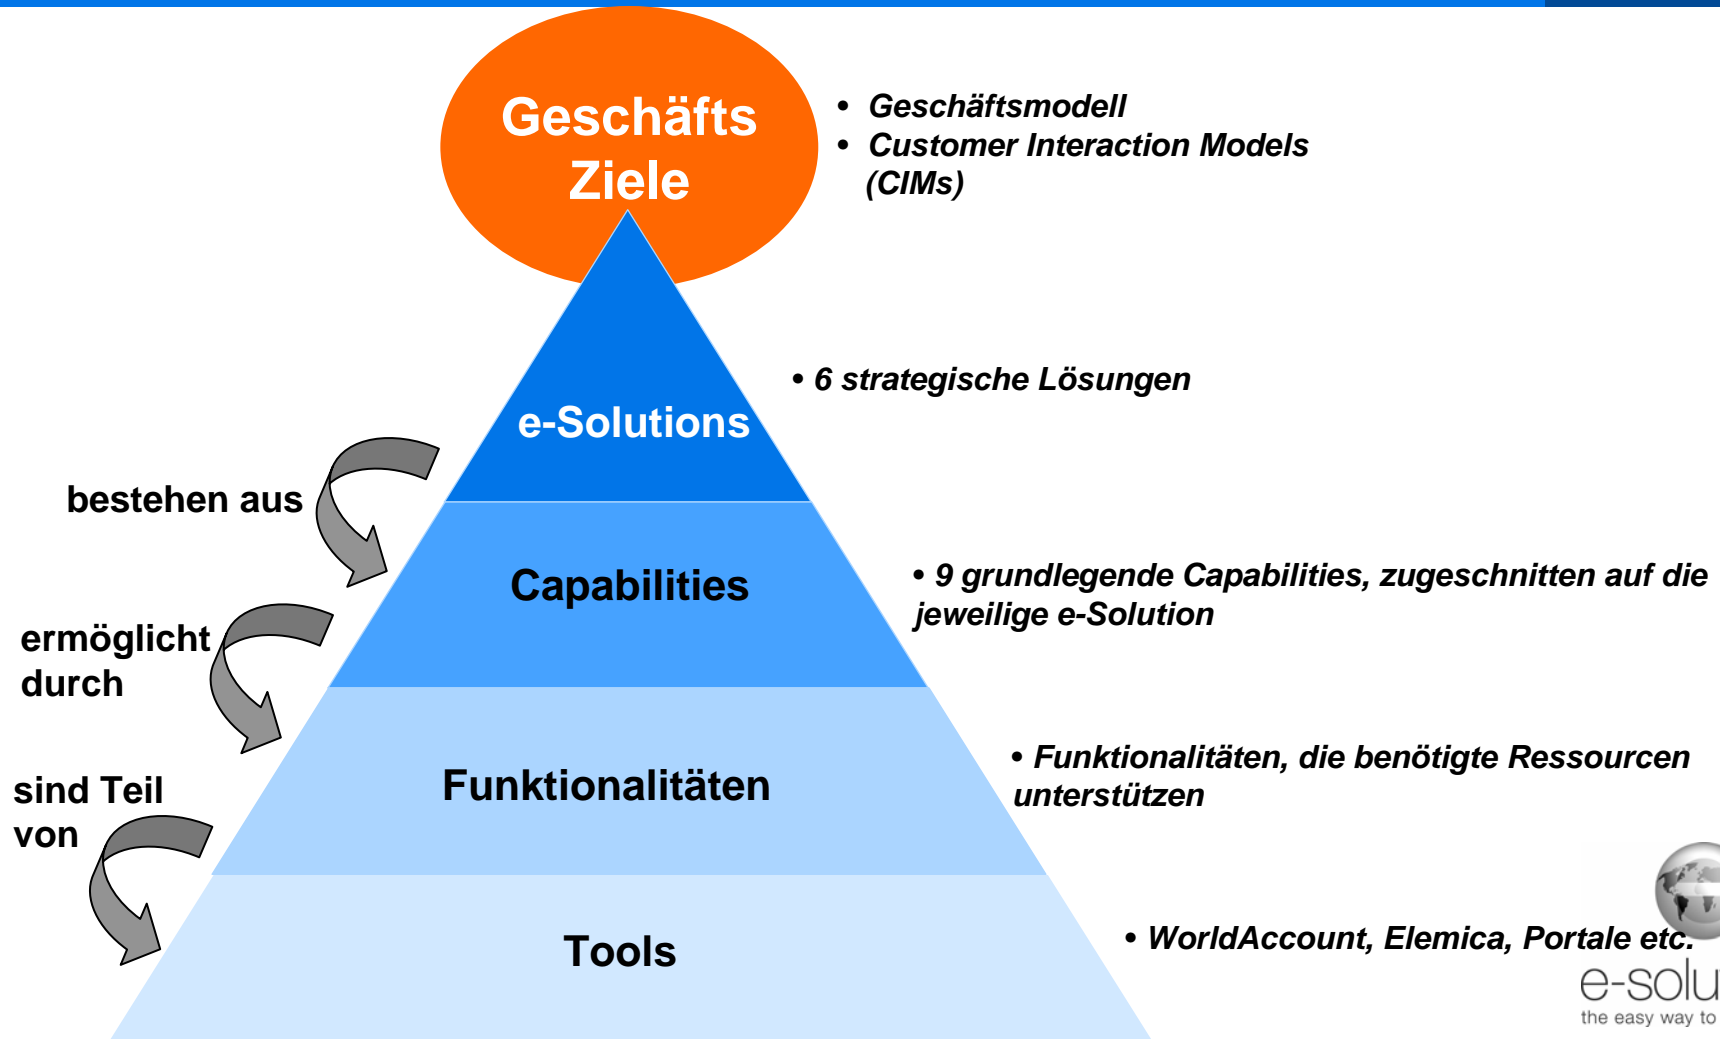 Geschäfts
Ziele
• Geschäftsmodell
• Customer Interaction Models
(CIMs)
• 6 strategische Lösungen
e-Solutions
bestehen aus
Capabilities
• 9 grundlegende Capabilities, zugeschnitten auf die
jeweilige e-Solution
ermöglicht
durch
Funktionalitäten
• Funktionalitäten, die benötigte Ressourcen
unterstützen
sind Teil
von
Tools
• WorldAccount, Elemica, Portale etc.
e-solu
the easy way to